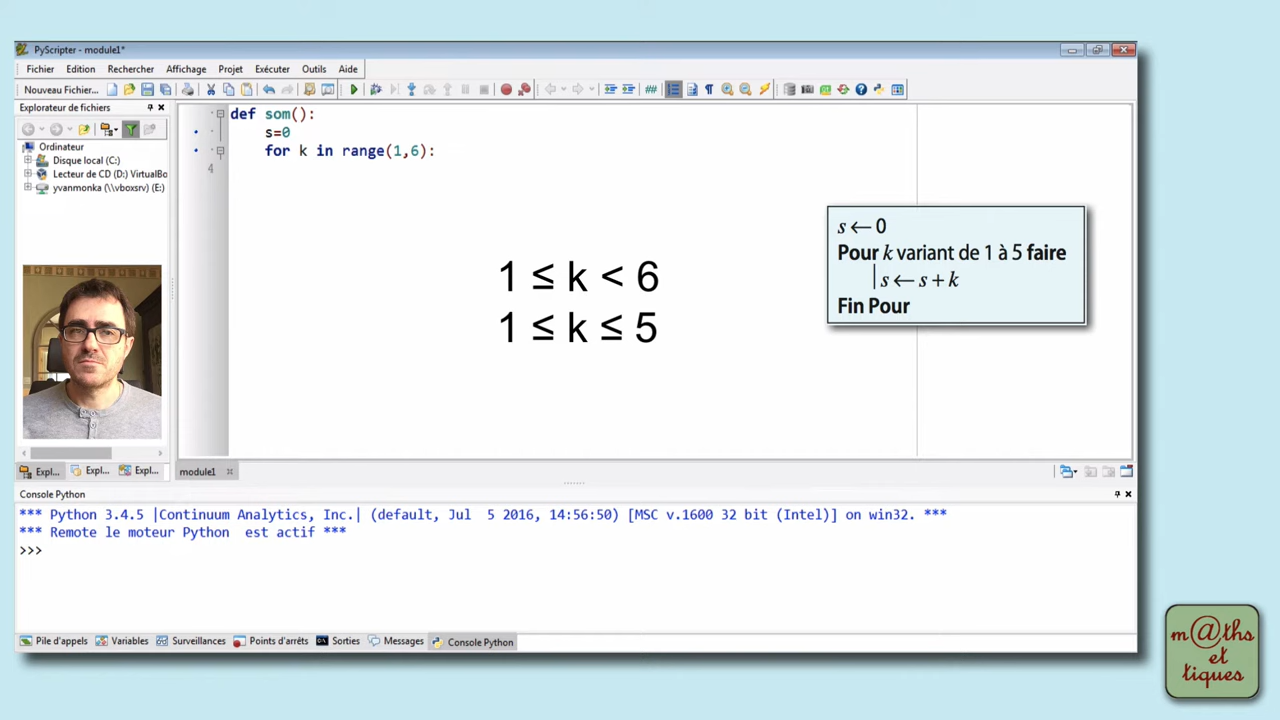 PyScripter - module1*
Fichier Edition Rechercher Affichage Projet Exécuter Outils Aide
Nouveau Fichier...
Explorateur de fichiers
Ordinateur
Disque local (C:)
Lecteur de CD (D:) VirtualBo
yvanmonka (\\vboxsrv) (E:)
def som():
s=0
for k in range(1,6):
4
1 ≤ k < 6
1 ≤ k ≤ 5
s ← 0
Pour k variant de 1 à 5 faire
s ← s + k
Fin Pour
Expl... Expl... Expl...
module1
Console Python
*** Python 3.4.5 |Continuum Analytics, Inc.| (default, Jul  5 2016, 14:56:50) [MSC v.1600 32 bit (Intel)] on win32. ***
*** Remote le moteur Python  est actif ***
>>>
Pile d'appels Variables Surveillances Points d'arrêts Sorties Messages Console Python
m@ths
et
tiques